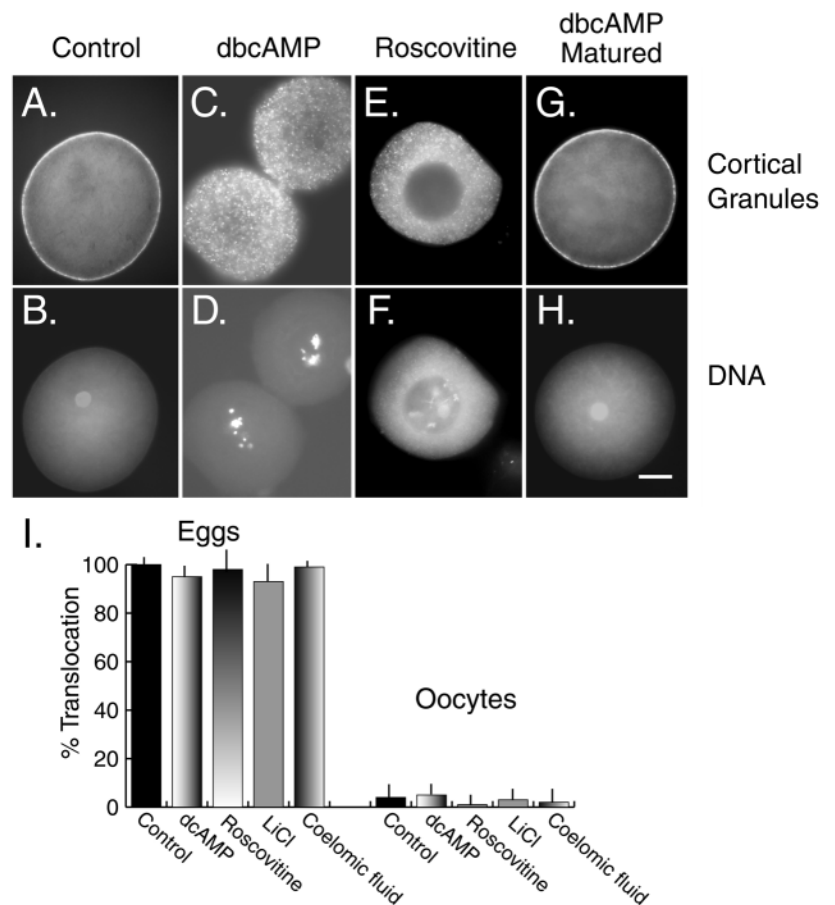 Control
dbcAMP
Roscovitine
dbcAMP
Matured
A.
C.
E.
G.
Cortical
Granules
B.
D.
F.
H.
DNA
I.
Eggs
% Translocation
100
80
60
40
20
0
Oocytes
Control
dcAMP
Roscovitine
LiCl
Coelomic fluid
Control
dcAMP
Roscovitine
LiCl
Coelomic fluid